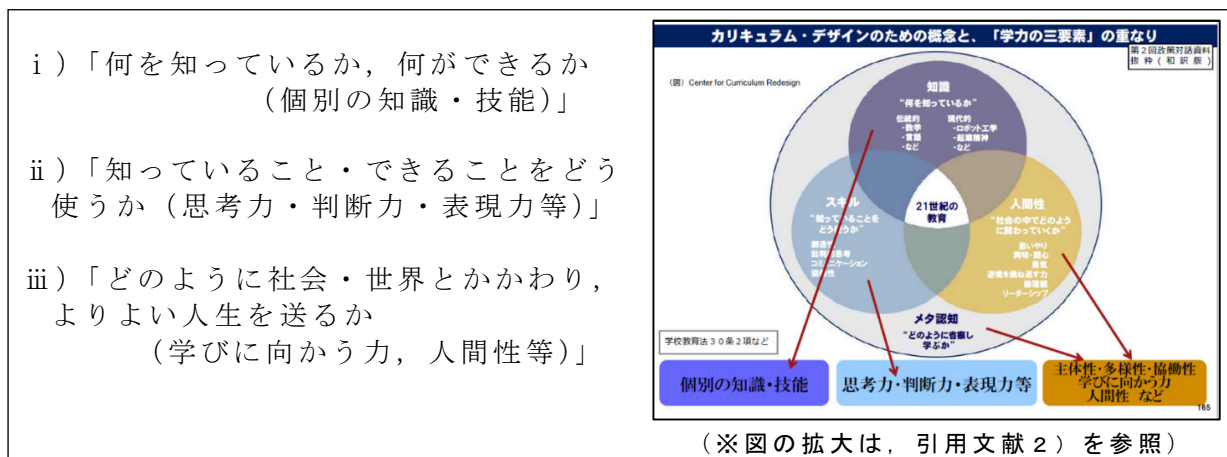 ⅰ)「何を知っているか，何ができるか
(個別の知識・技能)」
ⅱ)「知っていること・できることをどう
使うか (思考力・判断力・表現力等)」
ⅲ)「どのように社会・世界とかかわり，
よりよい人生を送るか
(学びに向かう力，人間性等)」
カリキュラム・デザインのための概念と、「学力の三要素」の重なり
第２回政策対話資料
抜粋(和訳版)
(図) Center for Curriculum Redesign
知識
“何を知っているか”
伝統的 現代的
-数学 -ロボット工学
-言語 -起業精神
-など -など
スキル
“知っていることを
どう使うか”
創造性
批判的思考
コミュニケーション
協働性
21世紀の
教育
人間性
“社会の中でどのよう
に関わっていくか”
思いやり
興味・関心
勇気
逆境を跳ね返す力
倫理観
リーダーシップ
メタ認知
“どのように省察し
学ぶか”
学校教育法３０条２項など
個別の知識・技能
思考力・判断力・表現力等
主体性・多様性・協働性
学びに向かう力
人間性 など
165
(※図の拡大は，引用文献２）を参照)